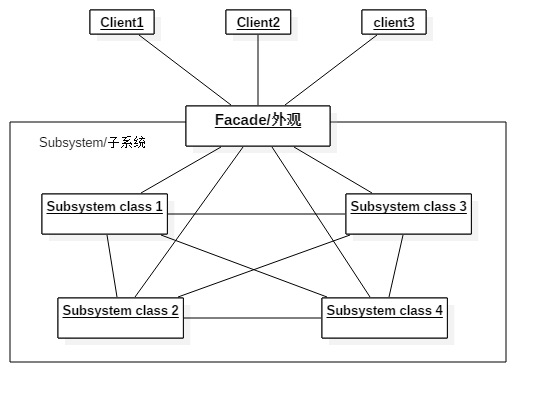 Client1
Client2
client3
Facade/外观
Subsystem/子系统
Subsystem class 1
Subsystem class 3
Subsystem class 2
Subsystem class 4